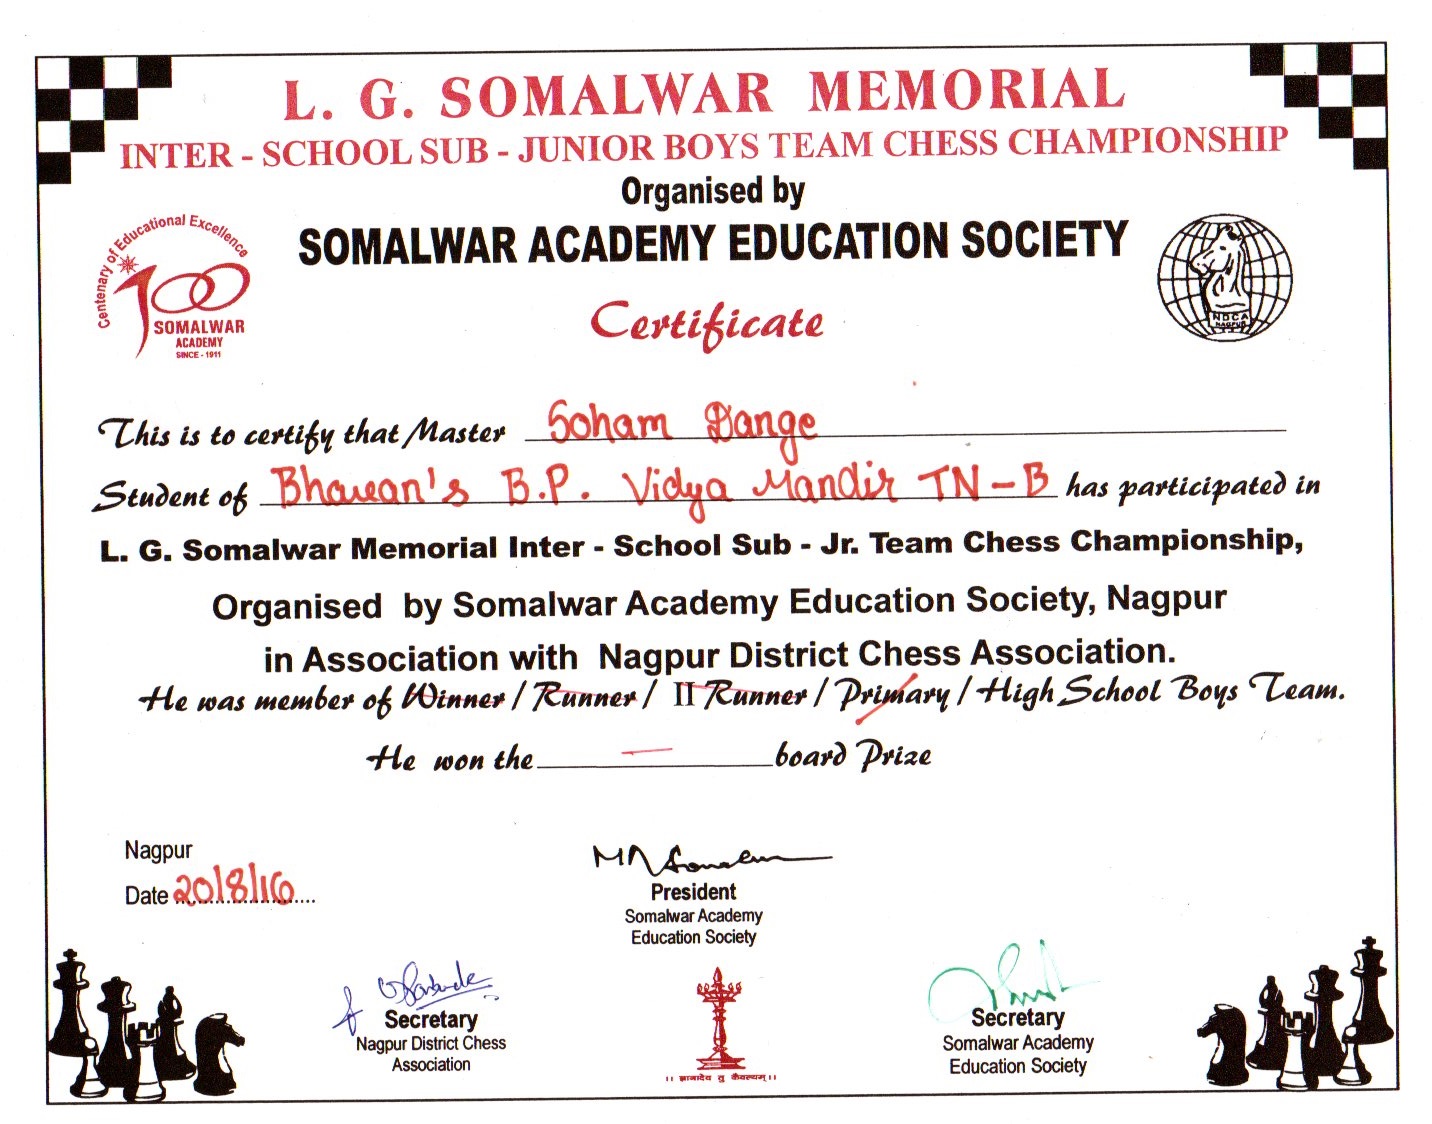 L. G. SOMALWAR MEMORIAL
INTER - SCHOOL SUB - JUNIOR BOYS TEAM CHESS CHAMPIONSHIP
Organised by
SOMALWAR ACADEMY EDUCATION SOCIETY
Centenary of Educational Excellence
100
SOMALWAR
ACADEMY
SINCE - 1911
NDCA
NAGPUR
Certificate
This is to certify that Master Soham Dange
Student of Bhavan's B.P. Vidya Mandir TN-B has participated in
L. G. Somalwar Memorial Inter - School Sub - Jr. Team Chess Championship,
Organised by Somalwar Academy Education Society, Nagpur
in Association with Nagpur District Chess Association.
He was member of Winner / Runner / II Runner / Primary / High School Boys Team.
He won the — board Prize
Nagpur
Date 20/8/16
President
Somalwar Academy
Education Society
Secretary
Nagpur District Chess
Association
Secretary
Somalwar Academy
Education Society
।। ज्ञानादेव तु कैवल्यम् ।।